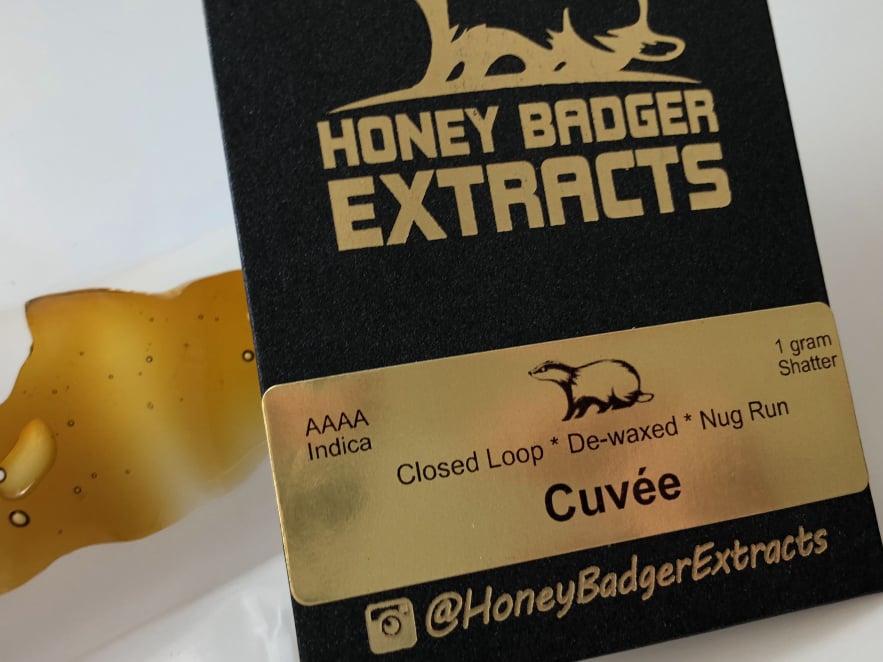 HONEY BADGER
EXTRACTS
1 gram
Shatter
AAAA
Indica
Closed Loop * De-waxed * Nug Run
Cuvée
@HoneyBadgerExtracts